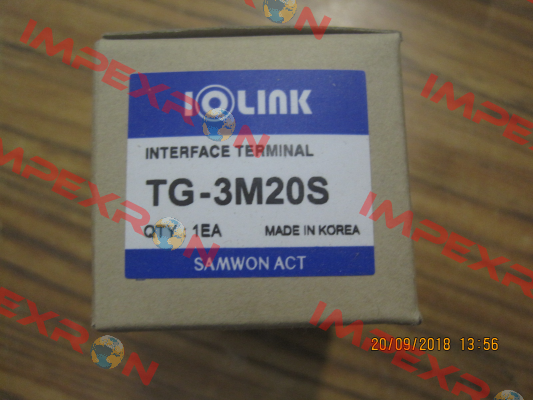 IOLINK
INTERFACE TERMINAL
TG-3M20S
QTY : 1EA MADE IN KOREA
SAMWON ACT
20/09/2018 13:56
IMPEXRON
IMPEXRON
IMPEXRON
IMPEXRON
IMPEXRON